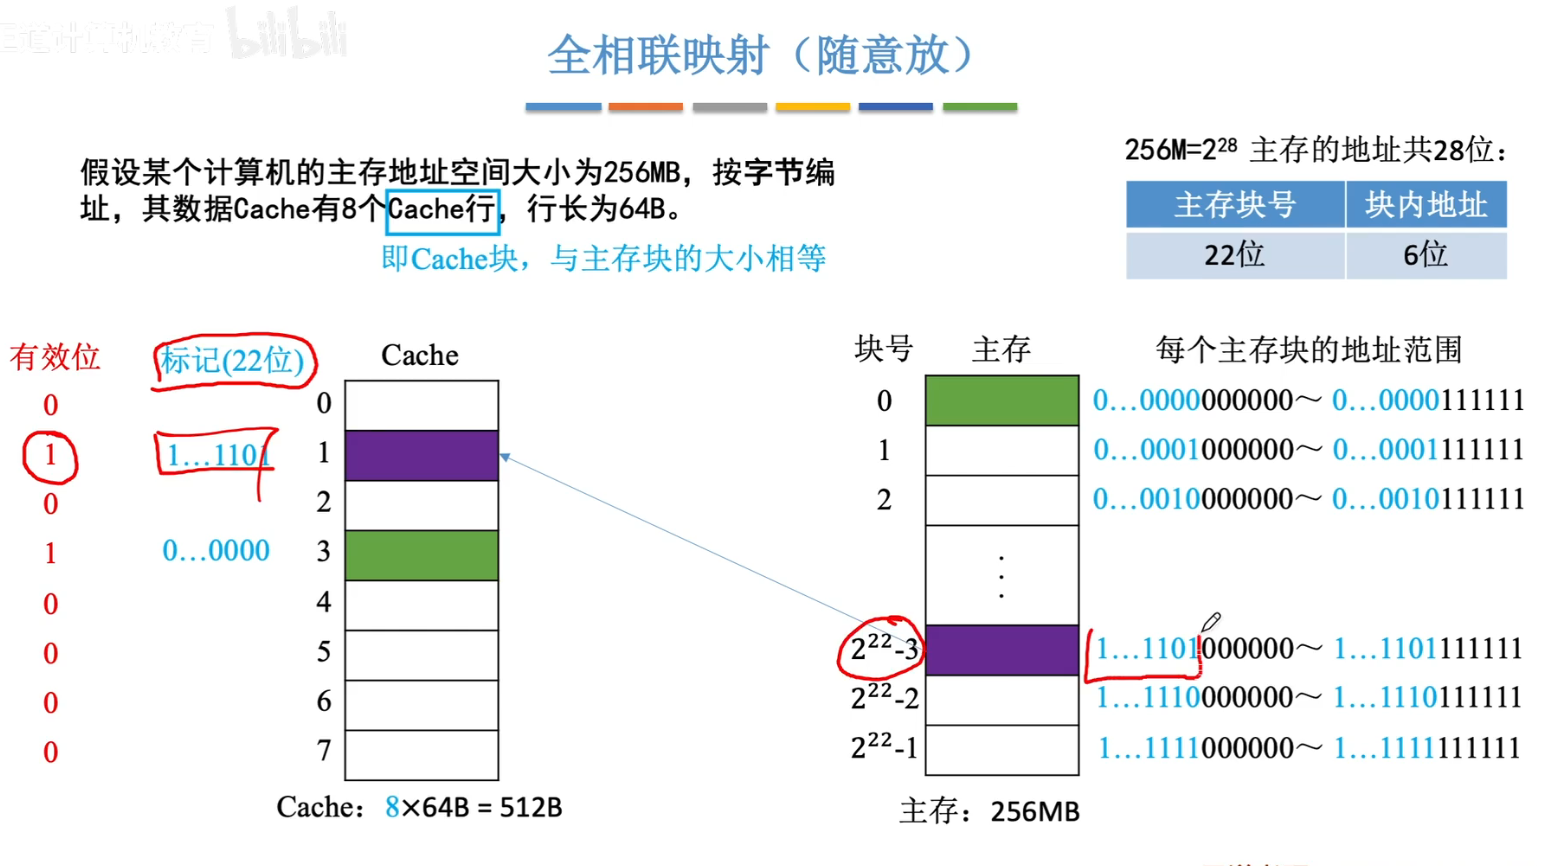 王道计算机教育 bilibili
全相联映射（随意放）
假设某个计算机的主存地址空间大小为256MB，按字节编
址，其数据Cache有8个Cache行，行长为64B。
即Cache块，与主存块的大小相等
256M=2²⁸ 主存的地址共28位：
主存块号 块内地址
22位 6位
有效位 标记(22位) Cache
0 0
1 1…1101 1
0 2
1 0…0000 3
0 4
0 5
0 6
0 7
Cache：8×64B = 512B
块号 主存 每个主存块的地址范围
0 0…0000000000～ 0…0000111111
1 0…0001000000～ 0…0001111111
2 0…0010000000～ 0…0010111111
⋮
2²²-3 1…1101000000～ 1…1101111111
2²²-2 1…1110000000～ 1…1110111111
2²²-1 1…1111000000～ 1…1111111111
主存：256MB